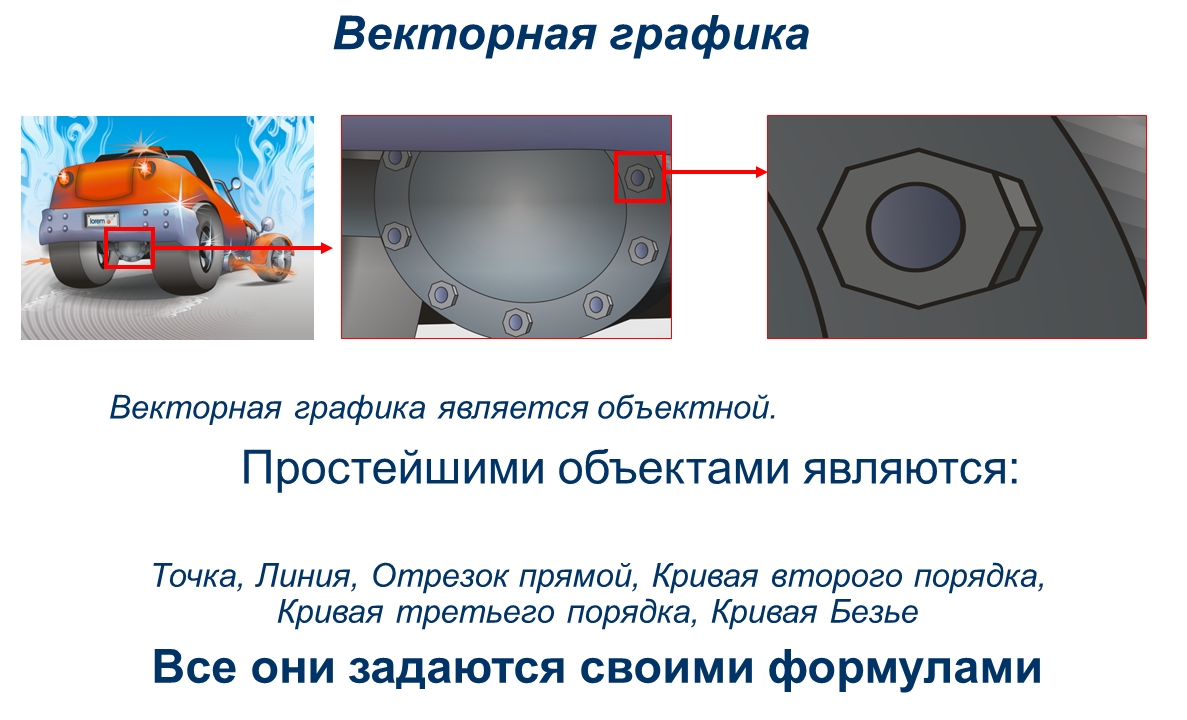 Векторная графика
lorem
Векторная графика является объектной.
Простейшими объектами являются:
Точка, Линия, Отрезок прямой, Кривая второго порядка,
Кривая третьего порядка, Кривая Безье
Все они задаются своими формулами